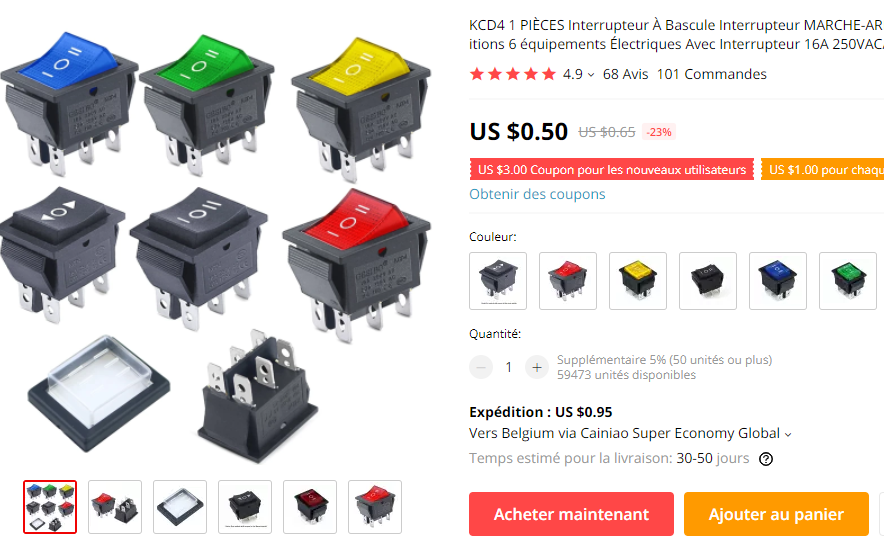 KCD4 1 PIÈCES Interrupteur À Bascule Interrupteur MARCHE-AR
itions 6 équipements Électriques Avec Interrupteur 16A 250VAC
4.9 68 Avis 101 Commandes
US $0.50 US $0.65 -23%
US $3.00 Coupon pour les nouveaux utilisateurs US $1.00 pour chaqu
Obtenir des coupons
Couleur:
Quantité:
1 Supplémentaire 5% (50 unités ou plus)
59473 unités disponibles
Expédition : US $0.95
Vers Belgium via Cainiao Super Economy Global
Temps estimé pour la livraison: 30-50 jours
Acheter maintenant Ajouter au panier